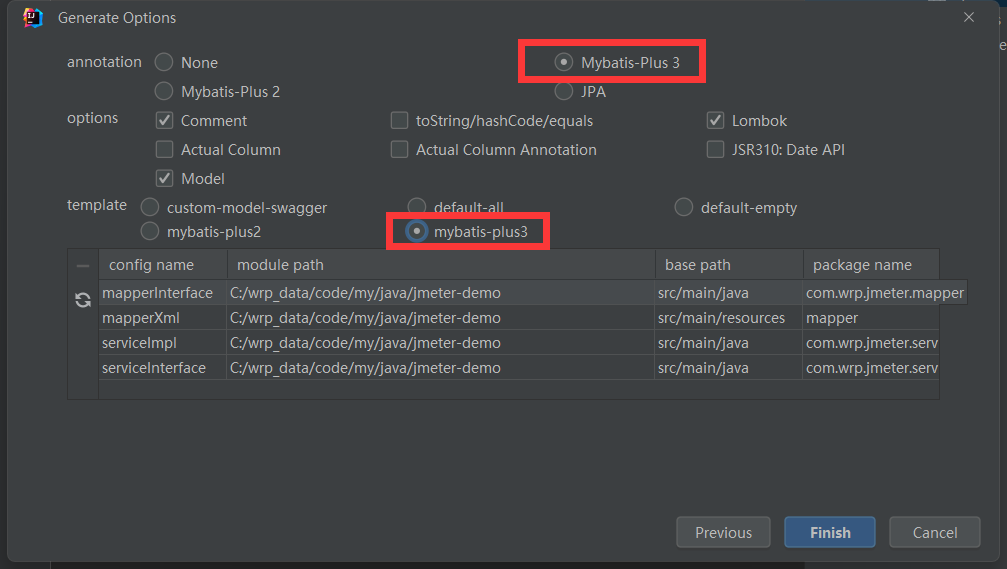 Generate Options
annotation None Mybatis-Plus 3
Mybatis-Plus 2 JPA
options Comment toString/hashCode/equals Lombok
Actual Column Actual Column Annotation JSR310: Date API
Model
template custom-model-swagger default-all default-empty
mybatis-plus2 mybatis-plus3
config name module path base path package name
mapperInterface C:/wrp_data/code/my/java/jmeter-demo src/main/java com.wrp.jmeter.mapper
mapperXml C:/wrp_data/code/my/java/jmeter-demo src/main/resources mapper
serviceImpl C:/wrp_data/code/my/java/jmeter-demo src/main/java com.wrp.jmeter.serv
serviceInterface C:/wrp_data/code/my/java/jmeter-demo src/main/java com.wrp.jmeter.serv
Previous Finish Cancel